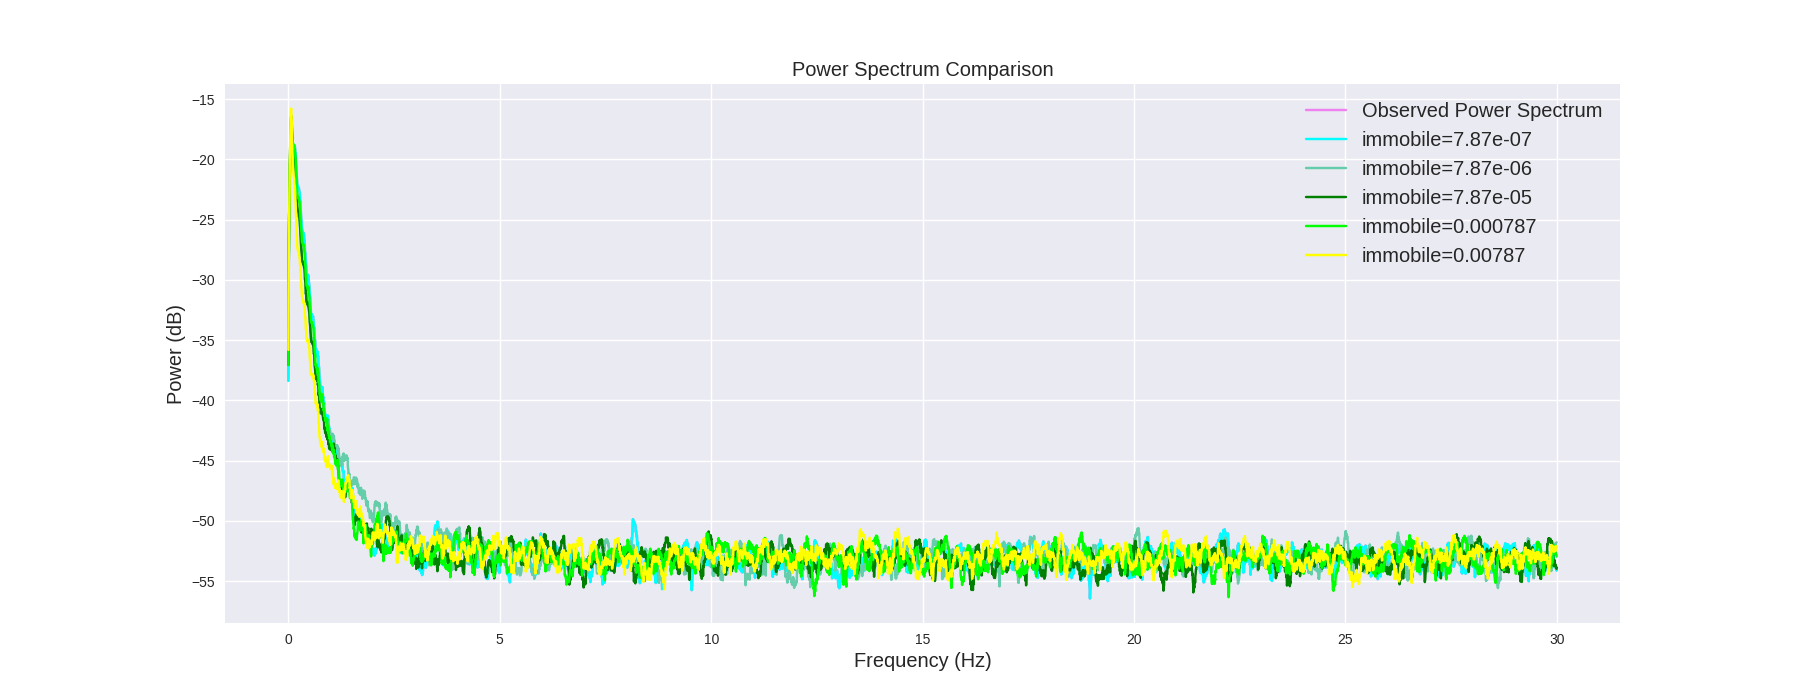 Power Spectrum Comparison
Observed Power Spectrum
immobile=7.87e-07
immobile=7.87e-06
immobile=7.87e-05
immobile=0.000787
immobile=0.00787
Power (dB)
−15
−20
−25
−30
−35
−40
−45
−50
−55
0 5 10 15 20 25 30
Frequency (Hz)